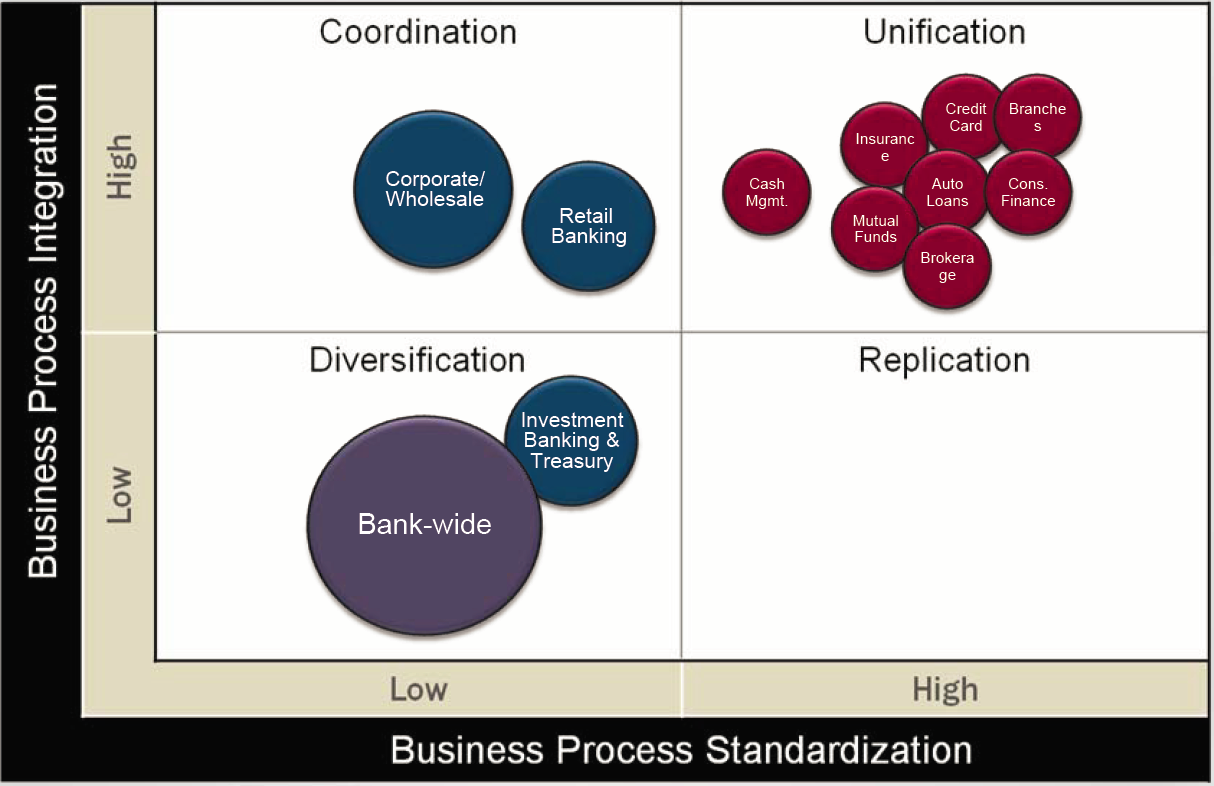 Coordination
Unification
Business Process Integration
High
Corporate/
Wholesale
Retail
Banking
Cash
Mgmt.
Insuranc
e
Credit
Card
Branche
s
Auto
Loans
Cons.
Finance
Mutual
Funds
Brokera
ge
Diversification
Replication
Low
Investment
Banking &
Treasury
Bank-wide
Low
High
Business Process Standardization